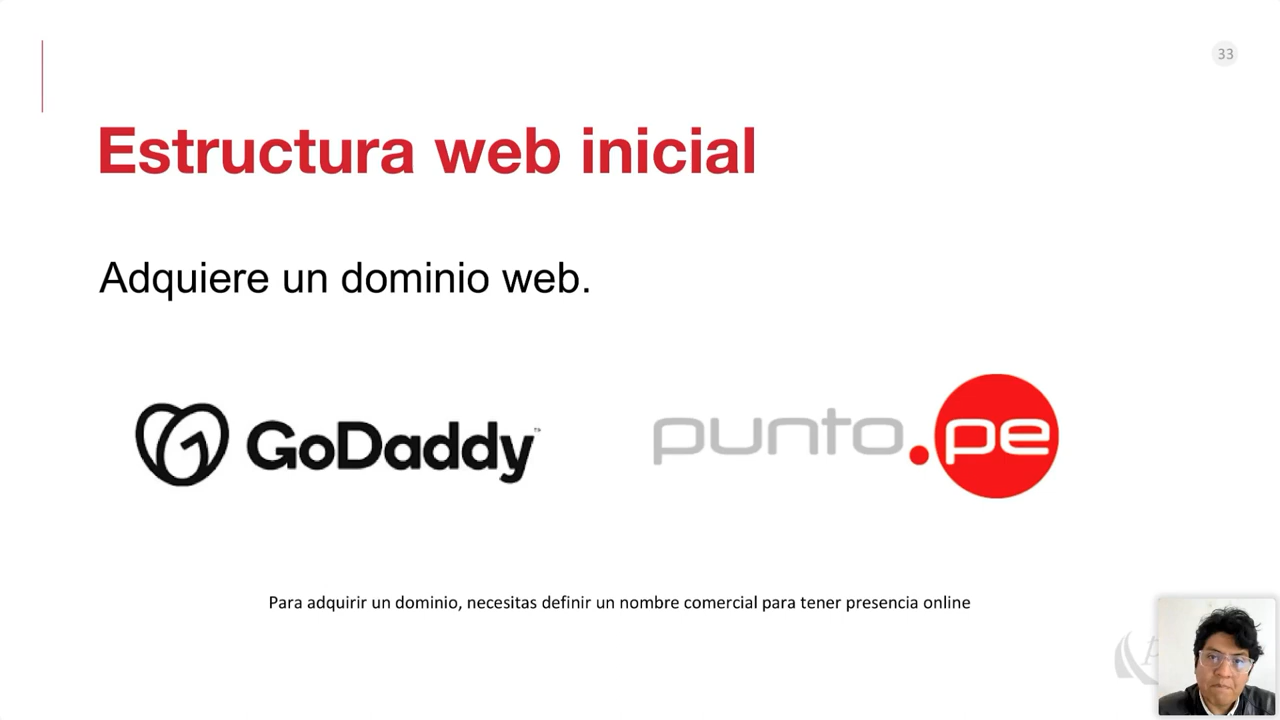 33
Estructura web inicial
Adquiere un dominio web.
GoDaddy™
punto.pe
Para adquirir un dominio, necesitas definir un nombre comercial para tener presencia online